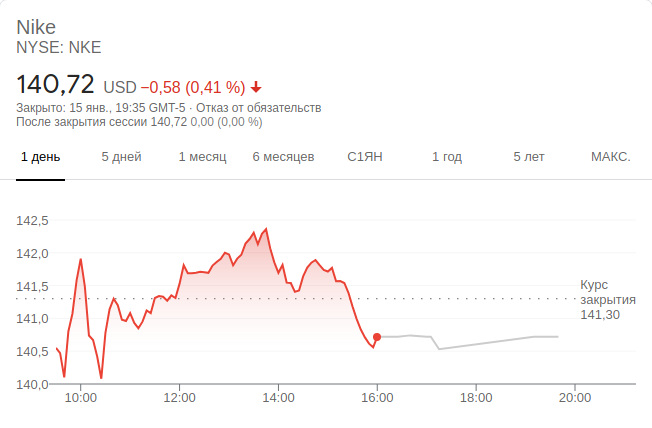 Nike
NYSE: NKE
140,72 USD −0,58 (0,41 %)
Закрыто: 15 янв., 19:35 GMT-5 · Отказ от обязательств
После закрытия сессии 140,72 0,00 (0,00 %)
1 день 5 дней 1 месяц 6 месяцев С1ЯН 1 год 5 лет МАКС.
142,5
142,0
141,5
141,0
140,5
140,0
Курс
закрытия
141,30
10:00 12:00 14:00 16:00 18:00 20:00